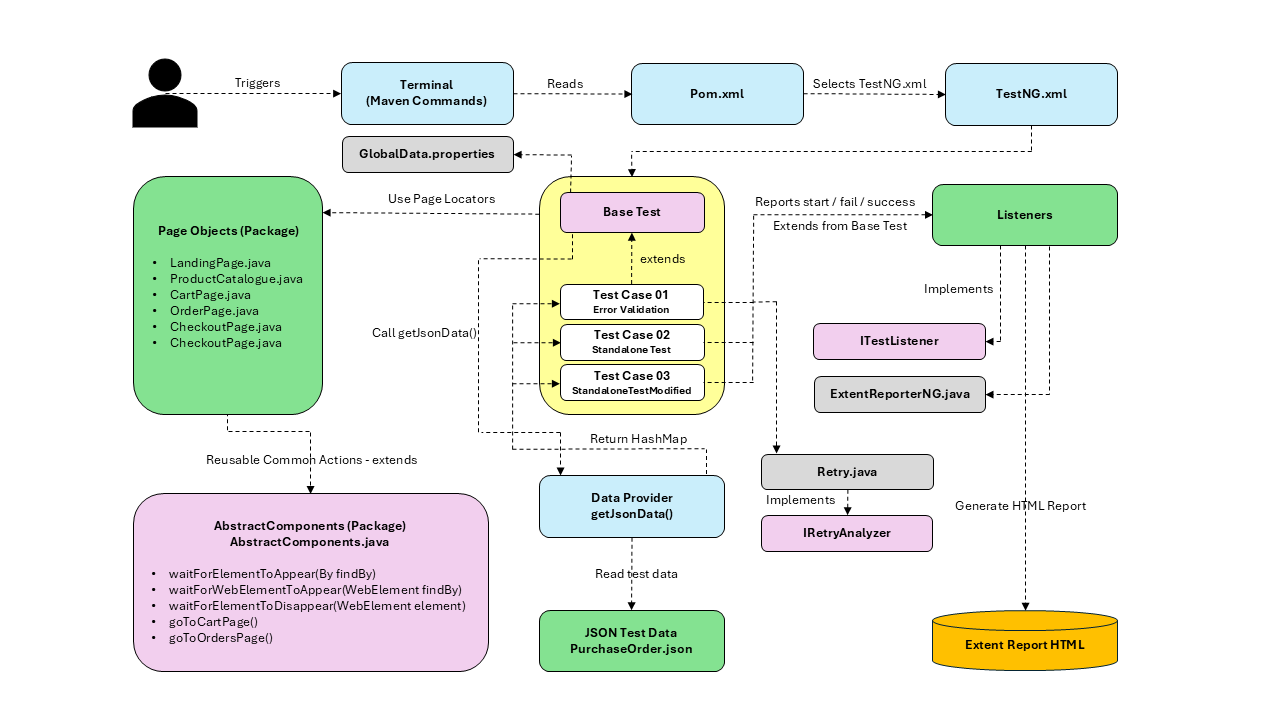 Triggers
Terminal
(Maven Commands)
Reads
Pom.xml
Selects TestNG.xml
TestNG.xml
GlobalData.properties
Use Page Locators
Base Test
extends
Reports start / fail / success
Extends from Base Test
Listeners
Page Objects (Package)
• LandingPage.java
• ProductCatalogue.java
• CartPage.java
• OrderPage.java
• CheckoutPage.java
• CheckoutPage.java
Call getJsonData()
Test Case 01
Error Validation
Test Case 02
Standalone Test
Test Case 03
StandaloneTestModified
Implements
ITestListener
ExtentReporterNG.java
Return HashMap
Reusable Common Actions - extends
Retry.java
Implements
IRetryAnalyzer
Generate HTML Report
Data Provider
getJsonData()
AbstractComponents (Package)
AbstractComponents.java
• waitForElementToAppear(By findBy)
• waitForWebElementToAppear(WebElement findBy)
• waitForElementToDisappear(WebElement element)
• goToCartPage()
• goToOrdersPage()
Read test data
JSON Test Data
PurchaseOrder.json
Extent Report HTML